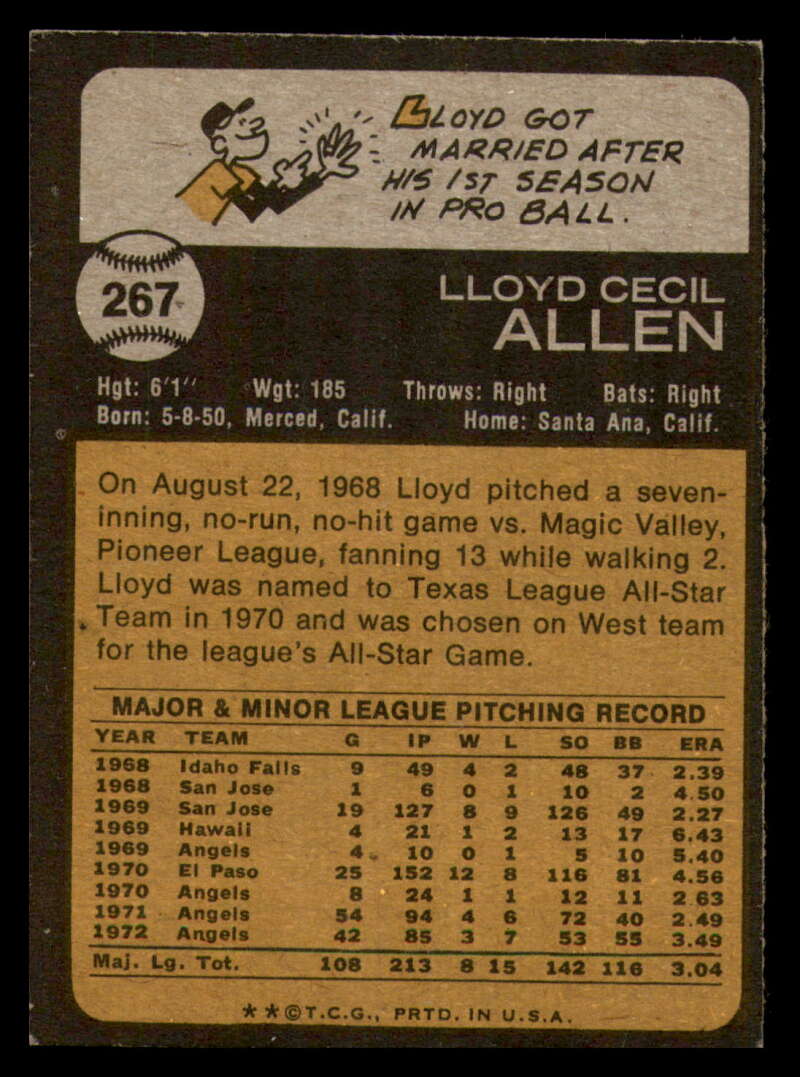 LLOYD GOT
MARRIED AFTER
HIS 1ST SEASON
IN PRO BALL.
267
LLOYD CECIL
ALLEN
Hgt: 6'1" Wgt: 185 Throws: Right Bats: Right
Born: 5-8-50, Merced, Calif. Home: Santa Ana, Calif.
On August 22, 1968 Lloyd pitched a seven-
inning, no-run, no-hit game vs. Magic Valley,
Pioneer League, fanning 13 while walking 2.
Lloyd was named to Texas League All-Star
Team in 1970 and was chosen on West team
for the league's All-Star Game.
MAJOR & MINOR LEAGUE PITCHING RECORD
YEAR TEAM G IP W L SO BB ERA
1968 Idaho Falls 9 49 4 2 48 37 2.39
1968 San Jose 1 6 0 1 10 2 4.50
1969 San Jose 19 127 8 9 126 49 2.27
1969 Hawaii 4 21 1 2 13 17 6.43
1969 Angels 4 10 0 1 5 10 5.40
1970 El Paso 25 152 12 8 116 81 4.56
1970 Angels 8 24 1 1 12 11 2.63
1971 Angels 54 94 4 6 72 40 2.49
1972 Angels 42 85 3 7 53 55 3.49
Maj. Lg. Tot. 108 213 8 15 142 116 3.04
**©T.C.G., PRTD. IN U.S.A.